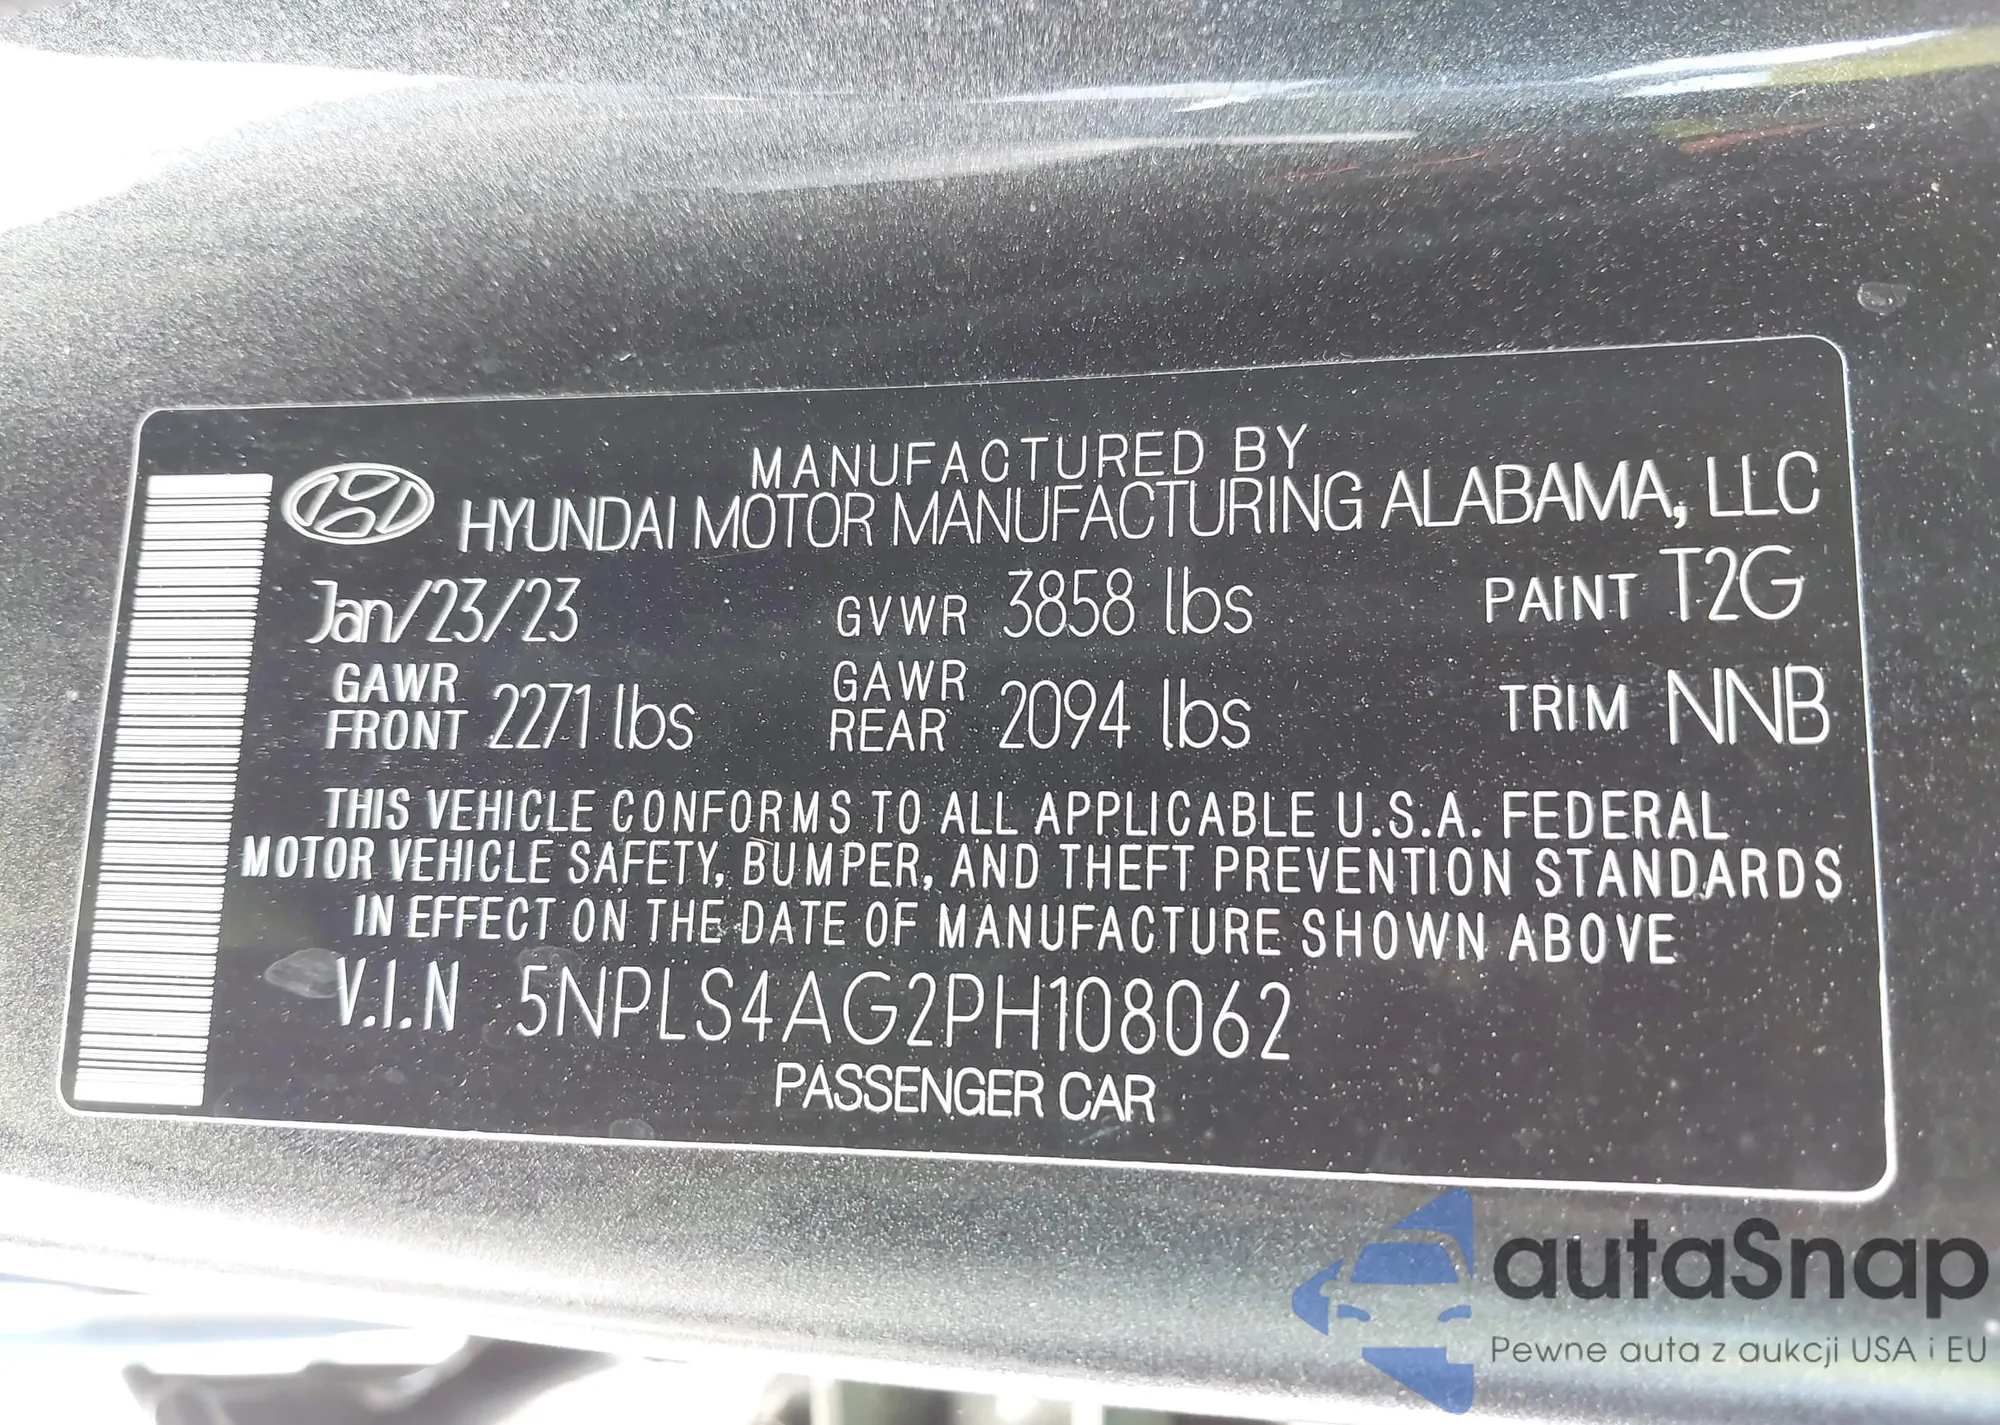 MANUFACTURED BY
HYUNDAI MOTOR MANUFACTURING ALABAMA, LLC
Jan/23/23 GVWR 3858 lbs PAINT T2G
GAWR FRONT 2271 lbs GAWR REAR 2094 lbs TRIM NNB
THIS VEHICLE CONFORMS TO ALL APPLICABLE U.S.A. FEDERAL
MOTOR VEHICLE SAFETY, BUMPER, AND THEFT PREVENTION STANDARDS
IN EFFECT ON THE DATE OF MANUFACTURE SHOWN ABOVE
V.I.N 5NPLS4AG2PH108062
PASSENGER CAR
autaSnap
Pewne auta z aukcji USA i EU